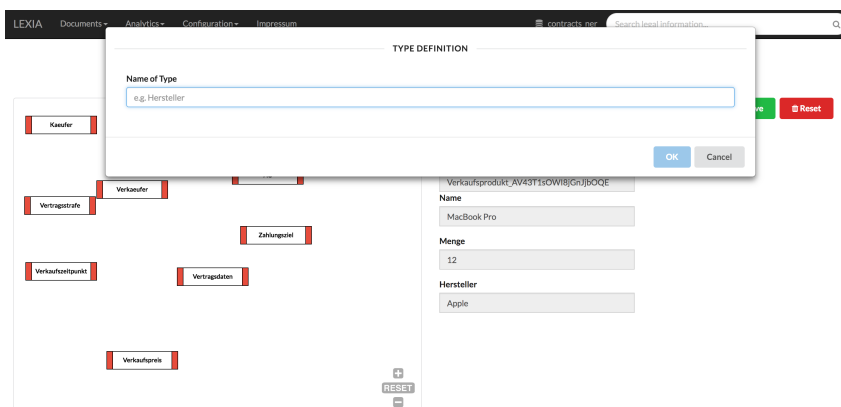 LEXIA Documents Analytics Configuration Impressum contracts_ner Search legal information...
TYPE DEFINITION
Name of Type
e.g. Hersteller
OK Cancel
Reset
Kaeufer
Verkaeufer
Vertragsstrafe
Zahlungsziel
Verkaufszeitpunkt
Vertragsdaten
Verkaufspreis
RESET
Verkaufsprodukt_AV43T1sOWI8jGnJjbOQE
Name
MacBook Pro
Menge
12
Hersteller
Apple